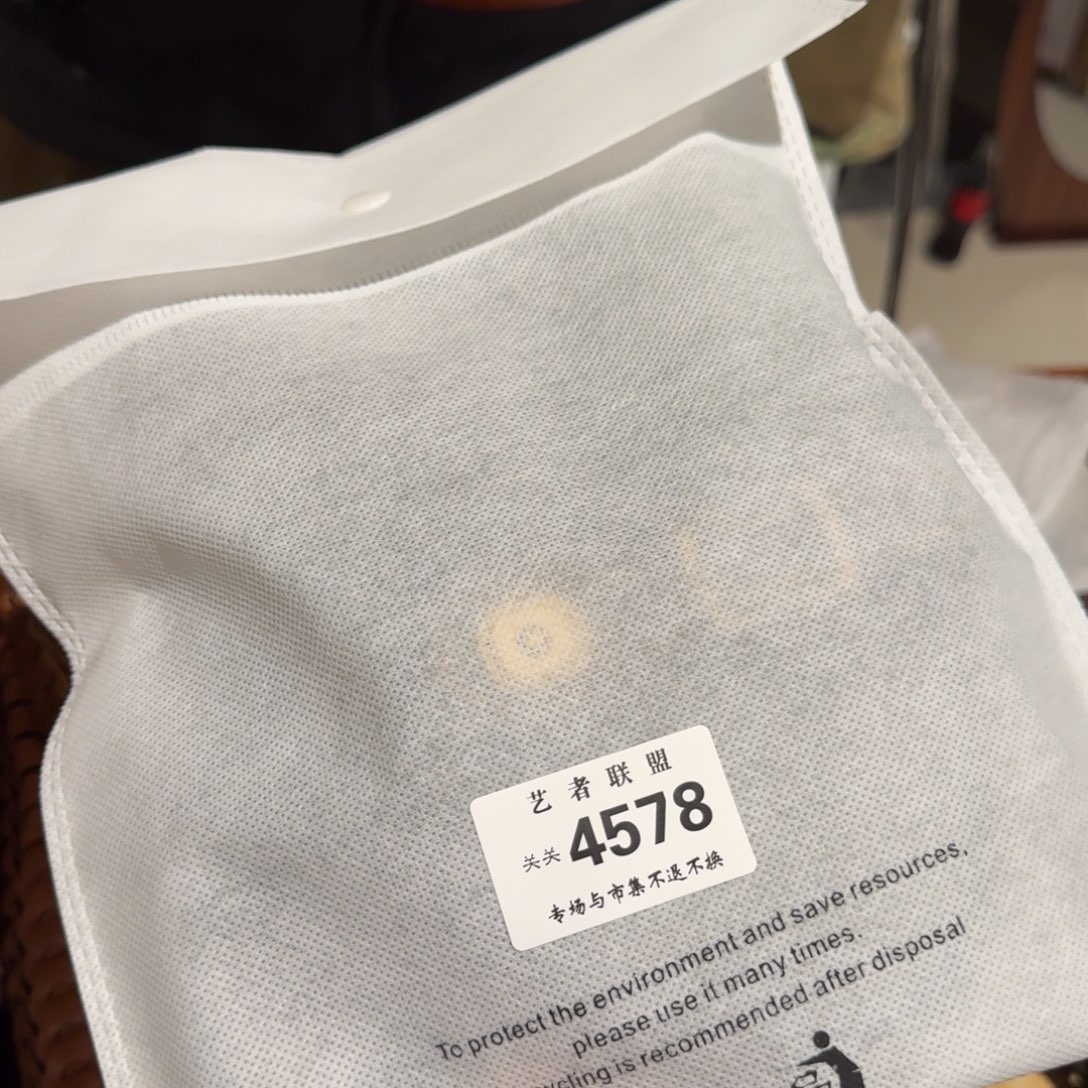 艺者联盟
关关 4578
专场与市集不退不换
To protect the environment and save resources,
please use it many times.
is recommended after disposal